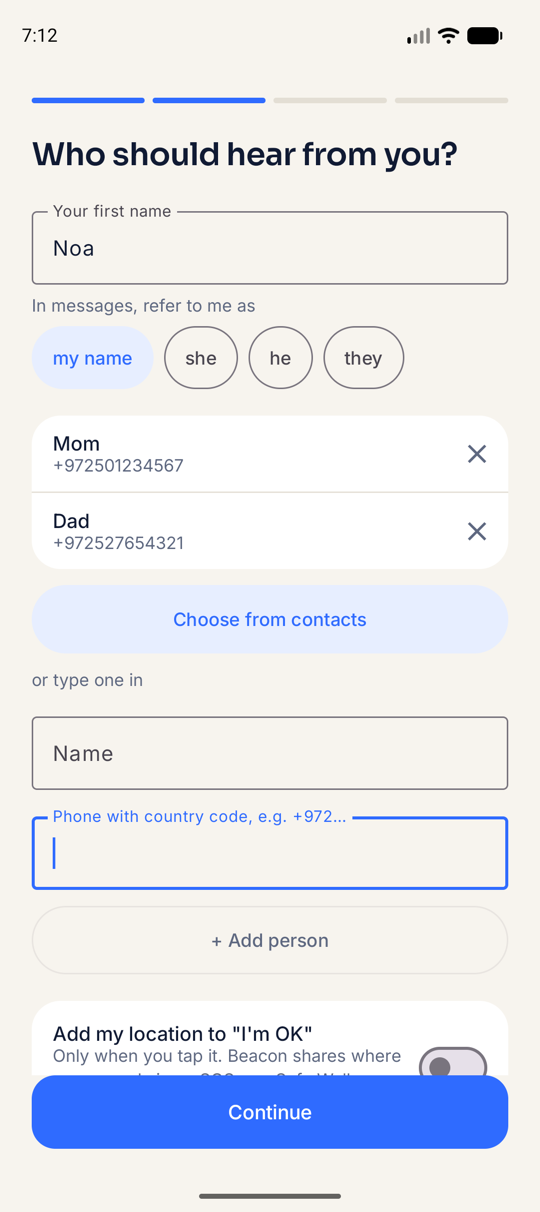 7:12
Who should hear from you?
Your first name
Noa
In messages, refer to me as
my name she he they
Mom
+972501234567
Dad
+972527654321
Choose from contacts
or type one in
Name
Phone with country code, e.g. +972...
+ Add person
Add my location to "I'm OK"
Only when you tap it. Beacon shares where
Continue